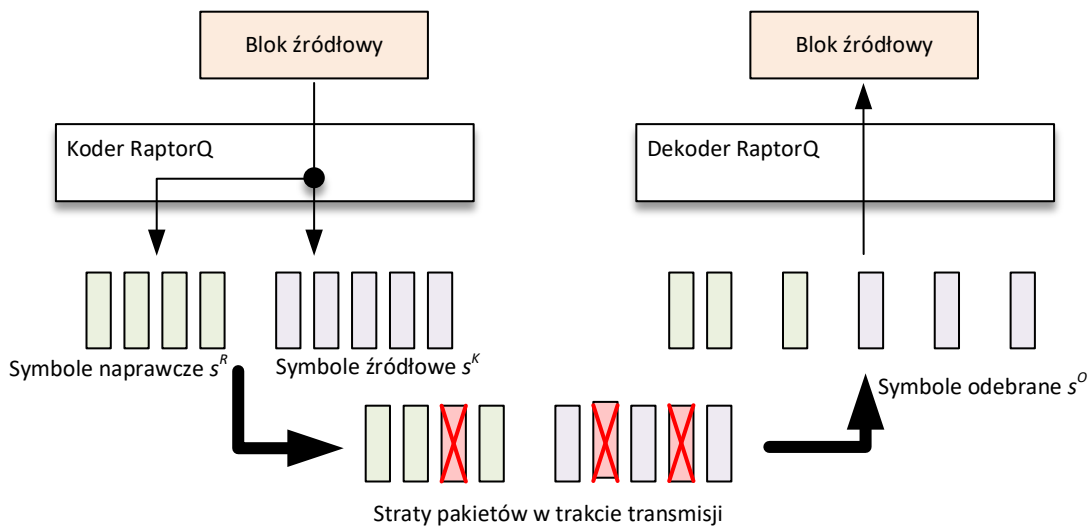 Blok źródłowy
Blok źródłowy
Koder RaptorQ
Dekoder RaptorQ
Symbole naprawcze s^R
Symbole źródłowe s^K
Symbole odebrane s^O
Straty pakietów w trakcie transmisji